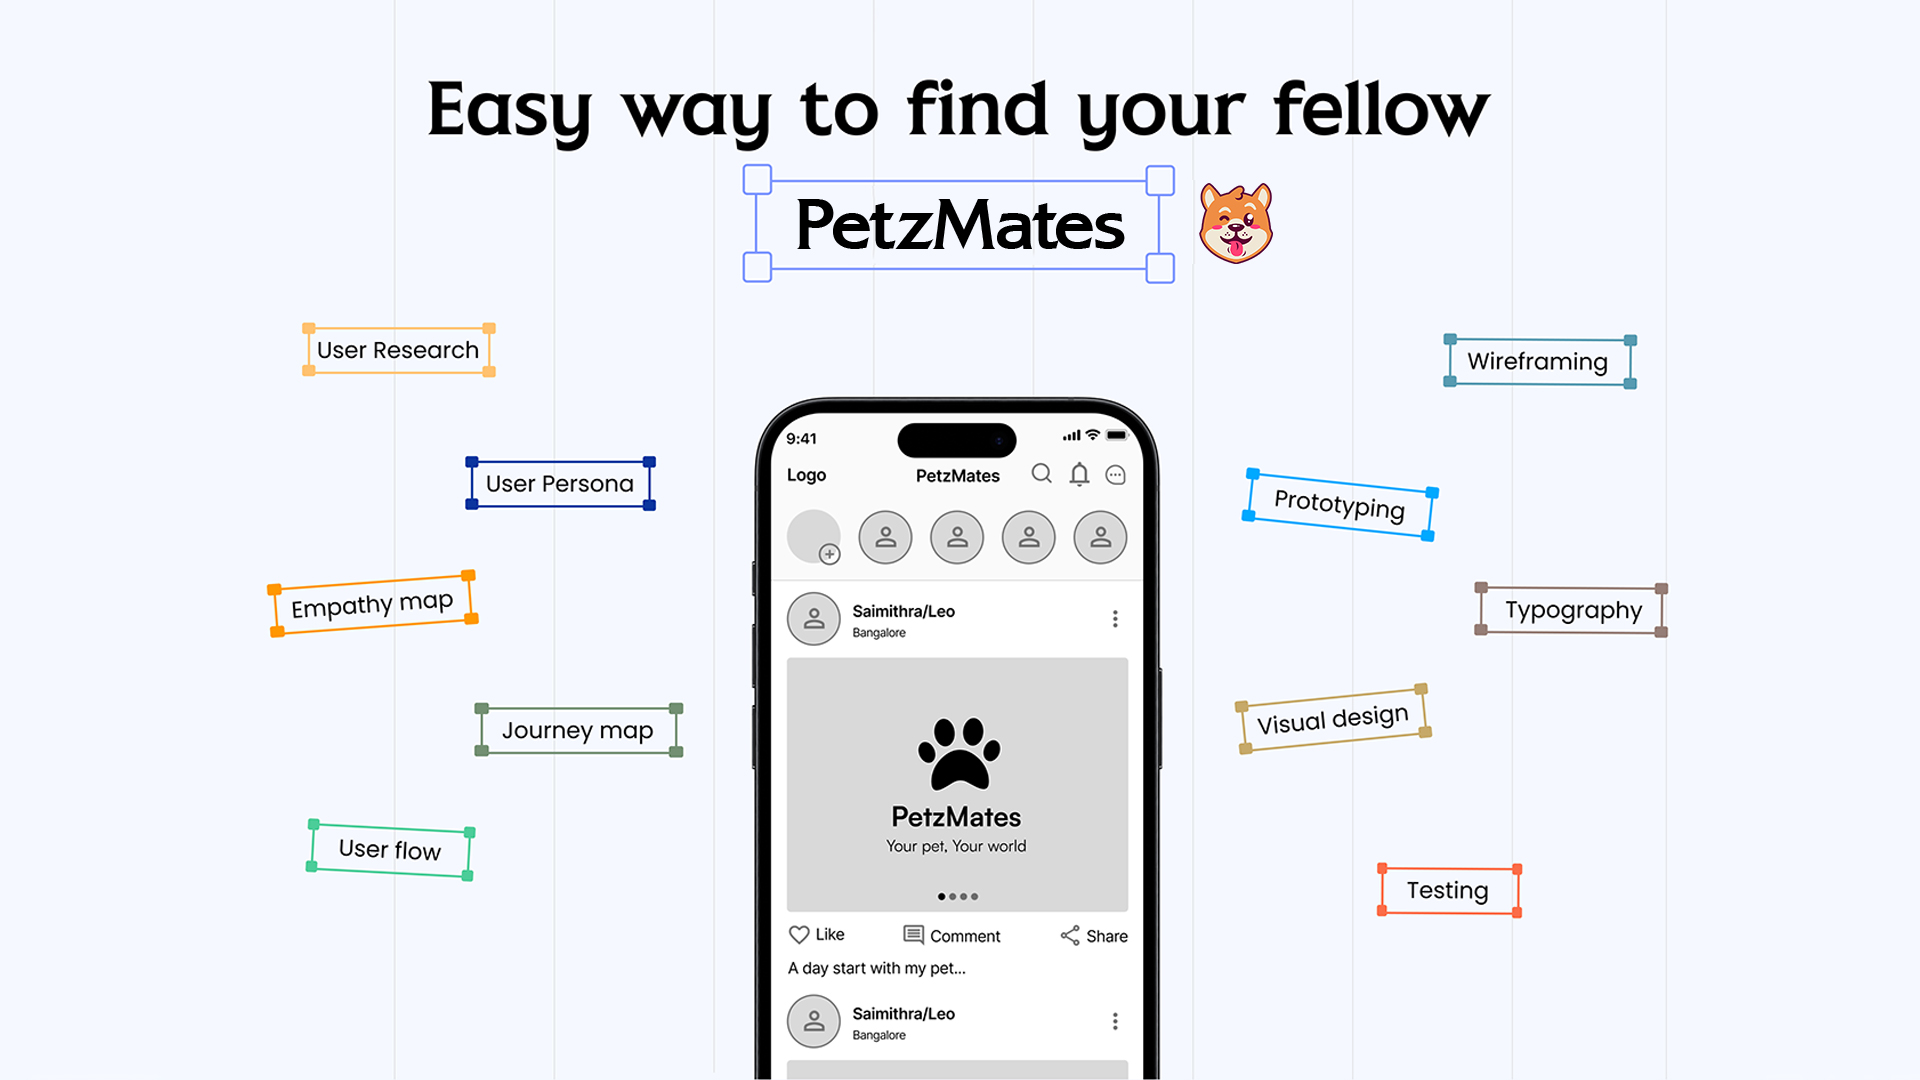 Easy way to find your fellow
PetzMates
User Research
User Persona
Empathy map
Journey map
User flow
9:41
Logo
PetzMates
Saimithra/Leo
Bangalore
PetzMates
Your pet, Your world
Like
Comment
Share
A day start with my pet...
Saimithra/Leo
Bangalore
Wireframing
Prototyping
Typography
Visual design
Testing